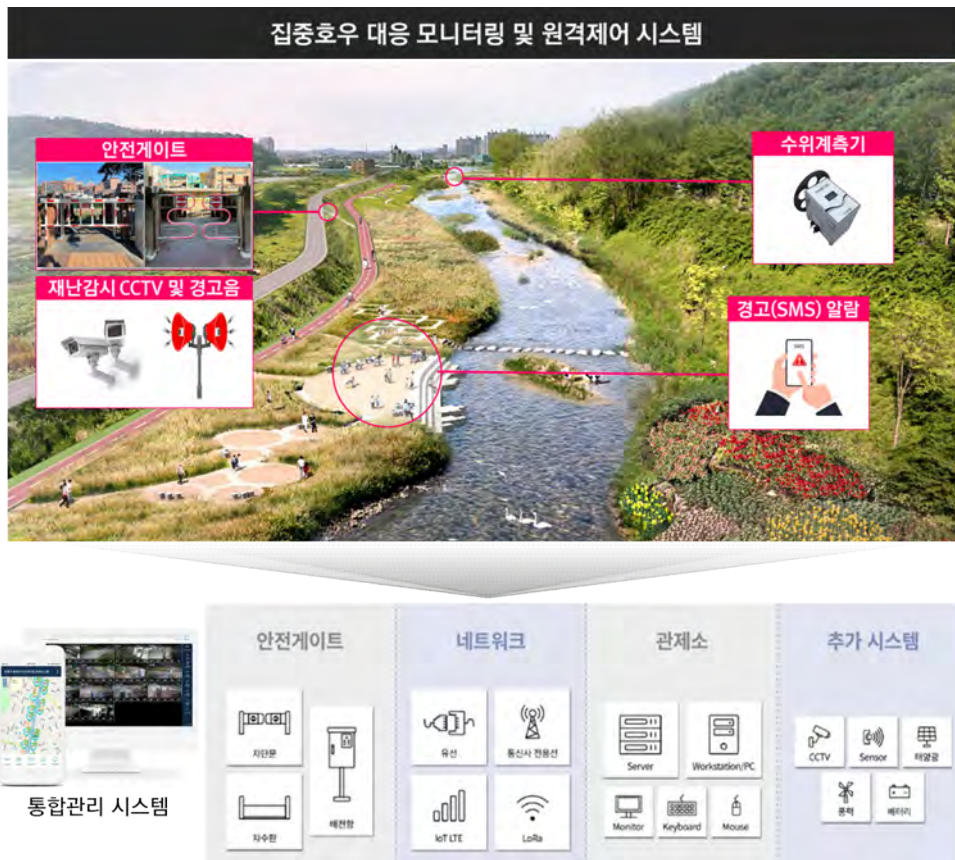 집중호우 대응 모니터링 및 원격제어 시스템
안전게이트
수위계측기
재난감시 CCTV 및 경고음
경고(SMS) 알람
SMS
안전게이트
네트워크
관제소
추가 시스템
차단문
유선
통신사 전용선
Server
Workstation/PC
CCTV
Sensor
태양광
차수판
배전함
IoT LTE
LoRa
Monitor
Keyboard
Mouse
풍력
배터리
통합관리 시스템